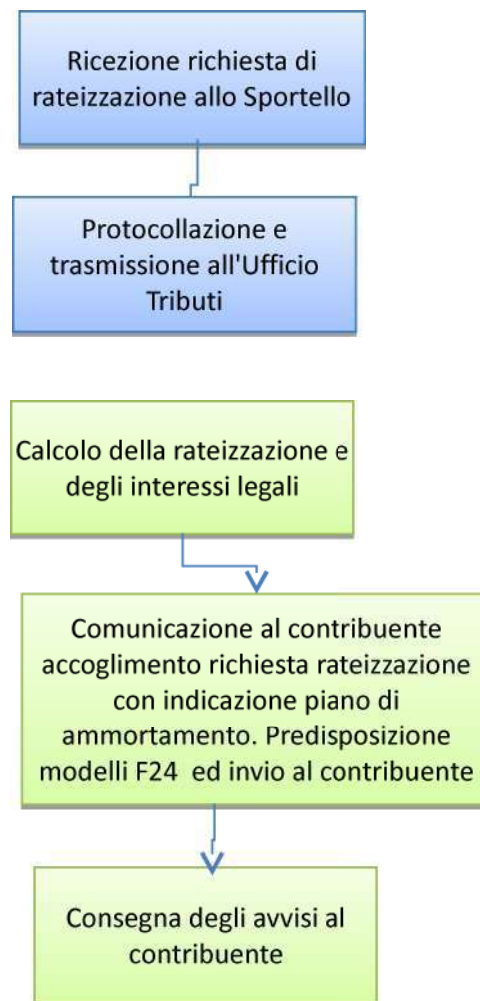 Ricezione richiesta di
rateizzazione allo Sportello
Protocollazione e
trasmissione all'Ufficio
Tributi
Calcolo della rateizzazione e
degli interessi legali
Comunicazione al contribuente
accoglimento richiesta rateizzazione
con indicazione piano di
ammortamento. Predisposizione
modelli F24 ed invio al contribuente
Consegna degli avvisi al
contribuente